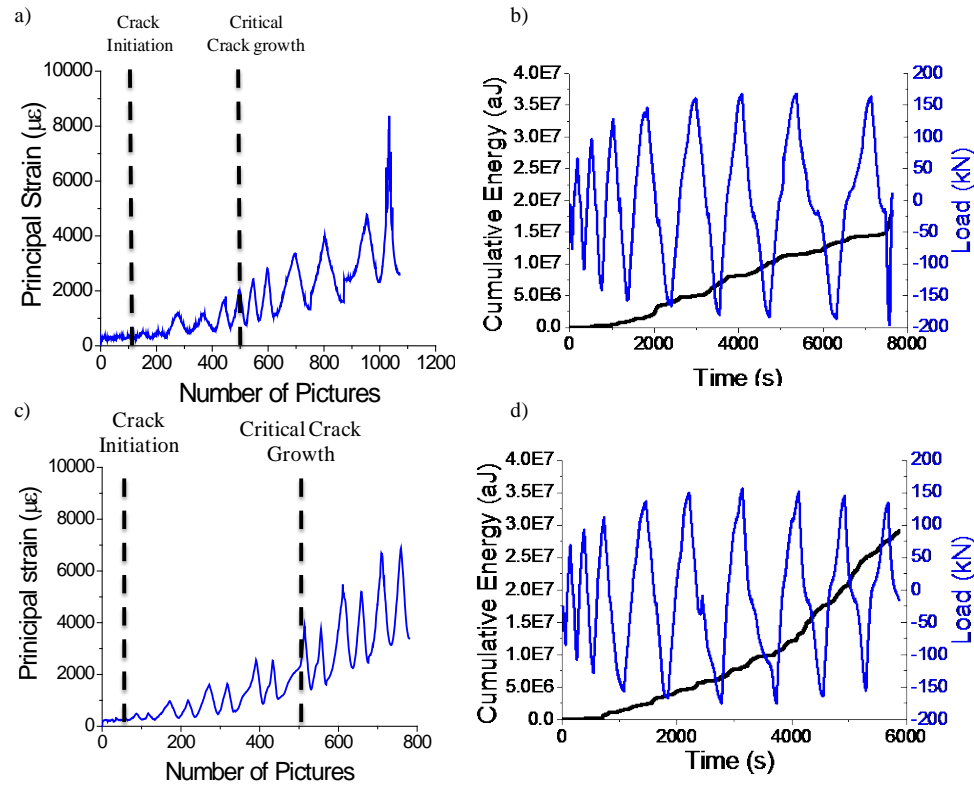 a)
Crack
Initiation
Critical
Crack growth
10000
8000
6000
4000
2000
0
Principal Strain (με)
0 200 400 600 800 1000 1200
Number of Pictures
b)
4.0E7
3.5E7
3.0E7
2.5E7
2.0E7
1.5E7
1.0E7
5.0E6
0.0
Cumulative Energy (aJ)
200
150
100
50
0
-50
-100
-150
-200
Load (kN)
0 2000 4000 6000 8000
Time (s)
c)
Crack
Initiation
Critical Crack
Growth
10000
8000
6000
4000
2000
0
Prinicipal strain (με)
0 200 400 600 800
Number of Pictures
d)
4.0E7
3.5E7
3.0E7
2.5E7
2.0E7
1.5E7
1.0E7
5.0E6
0.0
Cumulative Energy (aJ)
200
150
100
50
0
-50
-100
-150
-200
Load (kN)
0 2000 4000 6000
Time (s)